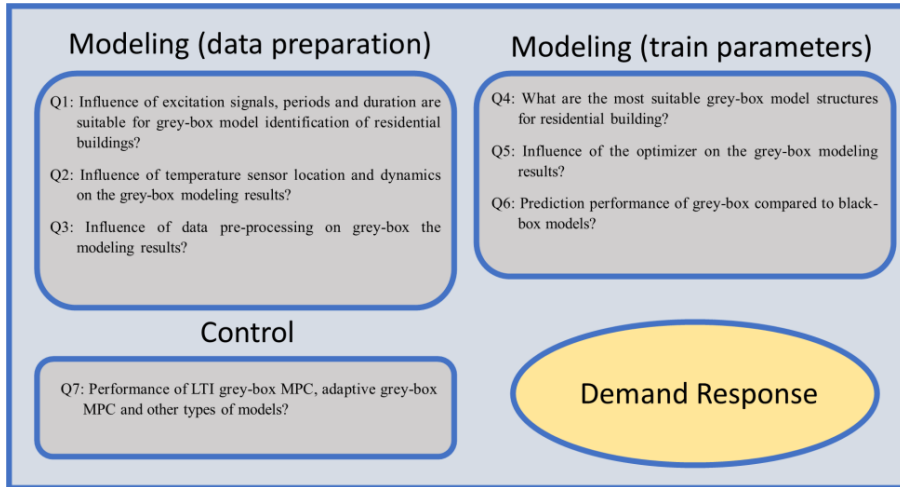 Modeling (data preparation)
Q1: Influence of excitation signals, periods and duration are
suitable for grey-box model identification of residential
buildings?
Q2: Influence of temperature sensor location and dynamics
on the grey-box modeling results?
Q3: Influence of data pre-processing on grey-box the
modeling results?
Modeling (train parameters)
Q4: What are the most suitable grey-box model structures
for residential building?
Q5: Influence of the optimizer on the grey-box modeling
results?
Q6: Prediction performance of grey-box compared to black-
box models?
Control
Q7: Performance of LTI grey-box MPC, adaptive grey-box
MPC and other types of models?
Demand Response